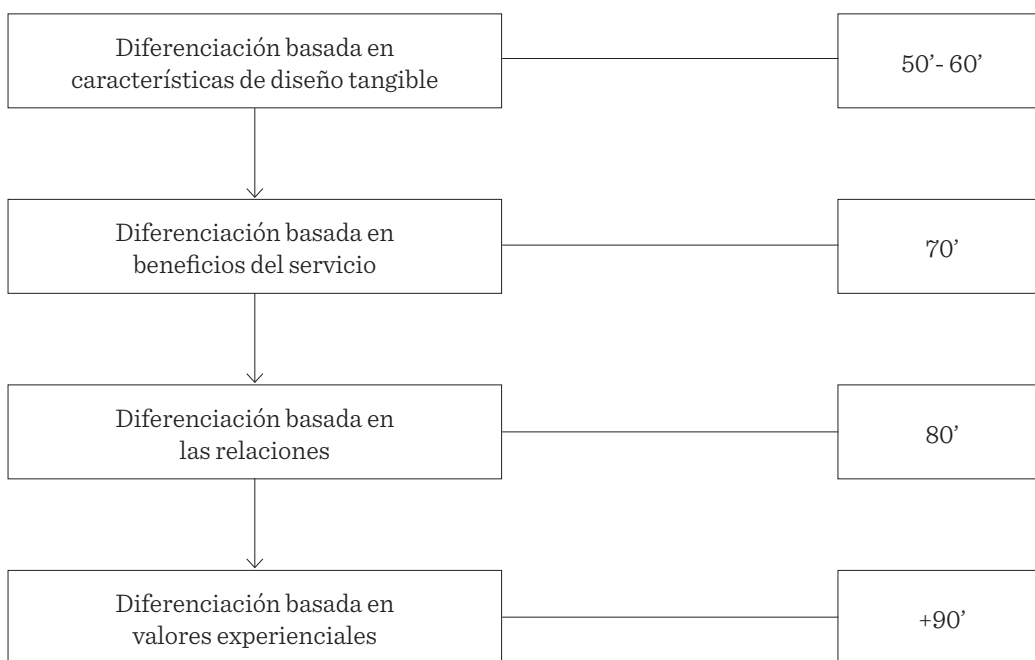 Diferenciación basada en
características de diseño tangible
50’- 60’
Diferenciación basada en
beneficios del servicio
70’
Diferenciación basada en
las relaciones
80’
Diferenciación basada en
valores experienciales
+90’